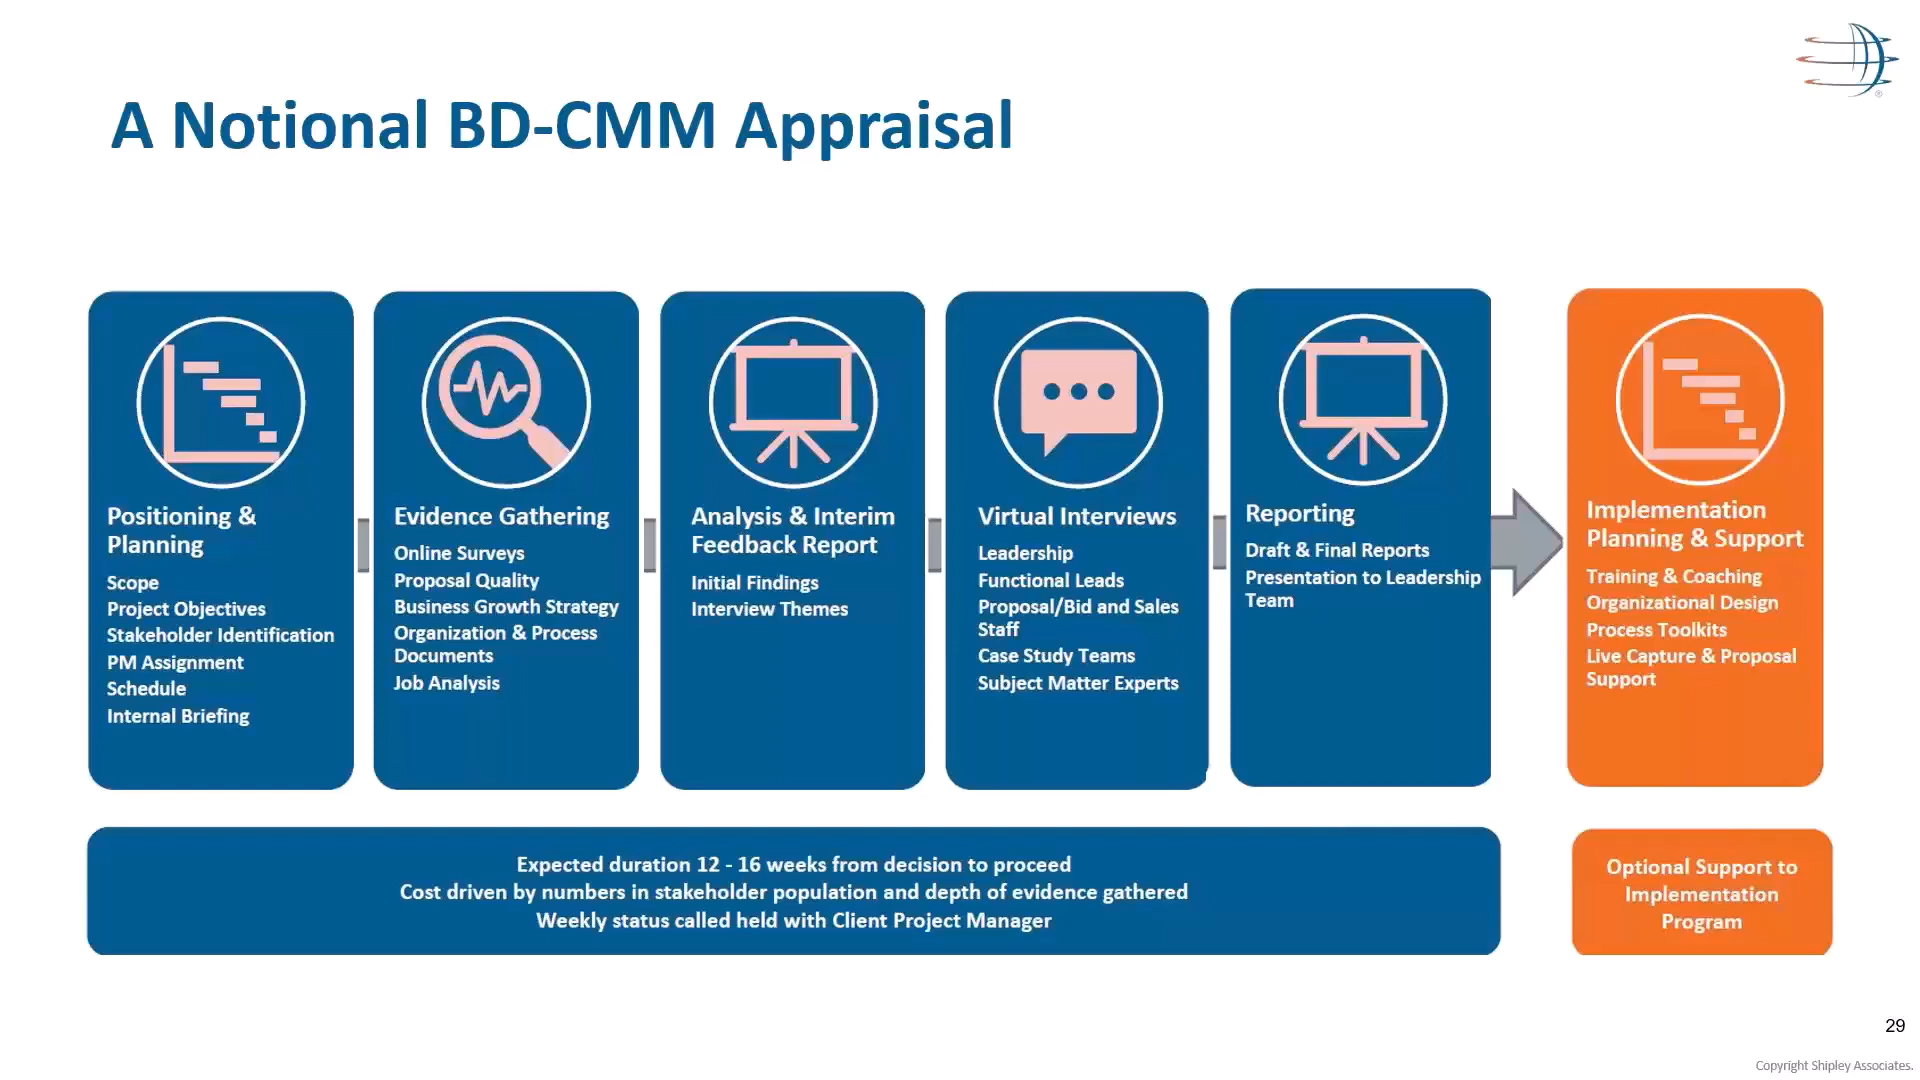 A Notional BD-CMM Appraisal
Positioning &
Planning
Scope
Project Objectives
Stakeholder Identification
PM Assignment
Schedule
Internal Briefing
Evidence Gathering
Online Surveys
Proposal Quality
Business Growth Strategy
Organization & Process
Documents
Job Analysis
Analysis & Interim
Feedback Report
Initial Findings
Interview Themes
Virtual Interviews
Leadership
Functional Leads
Proposal/Bid and Sales
Staff
Case Study Teams
Subject Matter Experts
Reporting
Draft & Final Reports
Presentation to Leadership
Team
Implementation
Planning & Support
Training & Coaching
Organizational Design
Process Toolkits
Live Capture & Proposal
Support
Expected duration 12 - 16 weeks from decision to proceed
Cost driven by numbers in stakeholder population and depth of evidence gathered
Weekly status called held with Client Project Manager
Optional Support to
Implementation
Program
29
Copyright Shipley Associates.
®